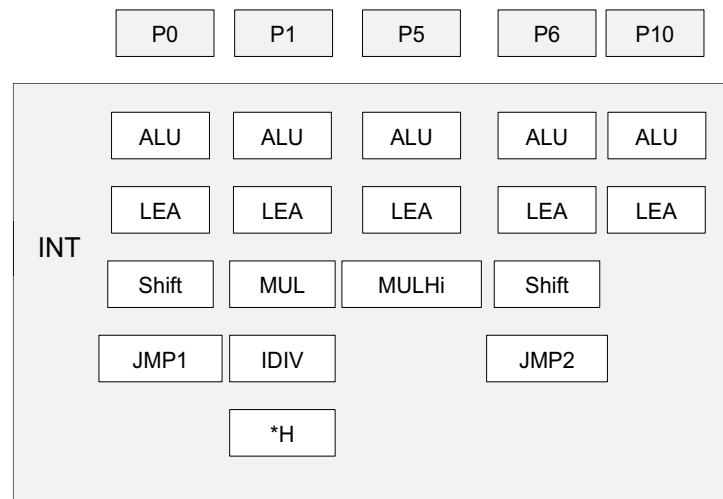 P0 P1 P5 P6 P10
ALU ALU ALU ALU ALU
LEA LEA LEA LEA LEA
INT
Shift MUL MULHi Shift
JMP1 IDIV JMP2
*H